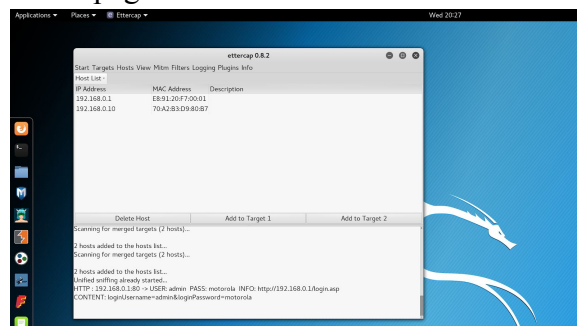 Applications ▾ Places ▾ Ettercap ▾ Wed 20:27
ettercap 0.8.2
Start Targets Hosts View Mitm Filters Logging Plugins Info
Host List
IP Address MAC Address Description
192.168.0.1 E8:91:20:F7:00:01
192.168.0.10 70:A2:B3:D9:80:B7
Delete Host Add to Target 1 Add to Target 2
Scanning for merged targets (2 hosts)...
2 hosts added to the hosts list...
Scanning for merged targets (2 hosts)...
2 hosts added to the hosts list...
Unified sniffing already started...
HTTP : 192.168.0.1:80 -> USER: admin PASS: motorola INFO: http://192.168.0.1/login.asp
CONTENT: loginUsername=admin&loginPassword=motorola